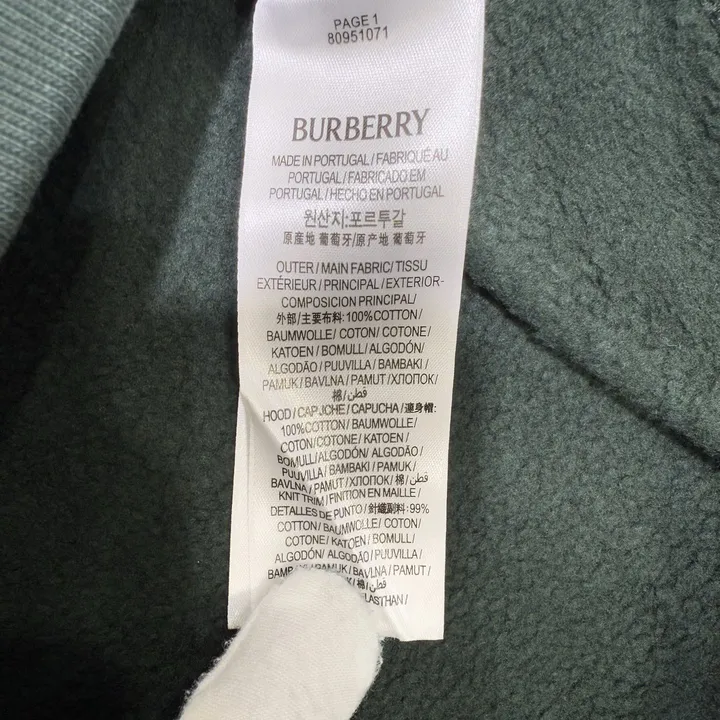 PAGE 1
80951071
BURBERRY
MADE IN PORTUGAL / FABRIQUÉ AU
PORTUGAL / FABRICADO EM
PORTUGAL / HECHO EN PORTUGAL
원산지:포르투갈
原産地 葡萄牙/原产地 葡萄牙
OUTER / MAIN FABRIC/ TISSU
EXTÉRIEUR / PRINCIPAL / EXTERIOR-
COMPOSICION PRINCIPAL/
外部/主要布料: 100% COTTON /
BAUMWOLLE/ COTON/ COTONE/
KATOEN / BOMULL/ ALGODÓN/
ALGODÃO / PUUVILLA / BAMBAKI /
PAMUK / BAVLNA / PAMUT / ХЛОПОК/
棉/ قطن/
HOOD / CAPUCHE / CAPUCHA / 連身帽:
100% COTTON / BAUMWOLLE /
COTON/ COTONE / KATOEN /
BOMULL/ ALGODÓN/ ALGODÃO /
PUUVILLA / BAMBAKI / PAMUK /
BAVLNA / PAMUT / ХЛОПОК / 棉/ قطن/
KNIT TRIM / FINITION EN MAILLE /
DETALLES DE PUNTO / 針織副料: 99%
COTTON / BAUMWOLLE / COTON /
COTONE / KATOEN / BOMULL /
ALGODÓN / ALGODÃO / PUUVILLA /
PAMUK / BAVLNA / PAMUT /
棉/ قطن/